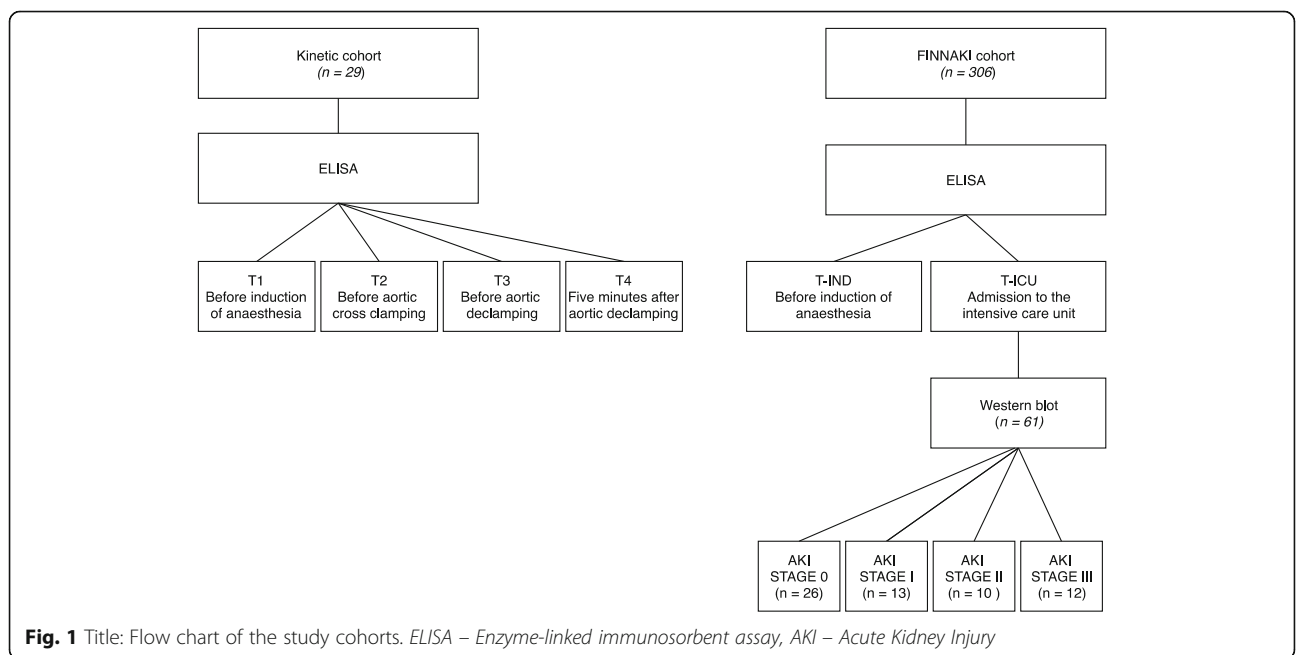 Kinetic cohort
(n = 29)
ELISA
T1
Before induction
of anaesthesia
T2
Before aortic
cross clamping
T3
Before aortic
declamping
T4
Five minutes after
aortic declamping
FINNAKI cohort
(n = 306)
ELISA
T-IND
Before induction of
anaesthesia
T-ICU
Admission to the
intensive care unit
Western blot
(n = 61)
AKI
STAGE 0
(n = 26)
AKI
STAGE I
(n = 13)
AKI
STAGE II
(n = 10 )
AKI
STAGE III
(n = 12)
Fig. 1 Title: Flow chart of the study cohorts. ELISA – Enzyme-linked immunosorbent assay, AKI – Acute Kidney Injury